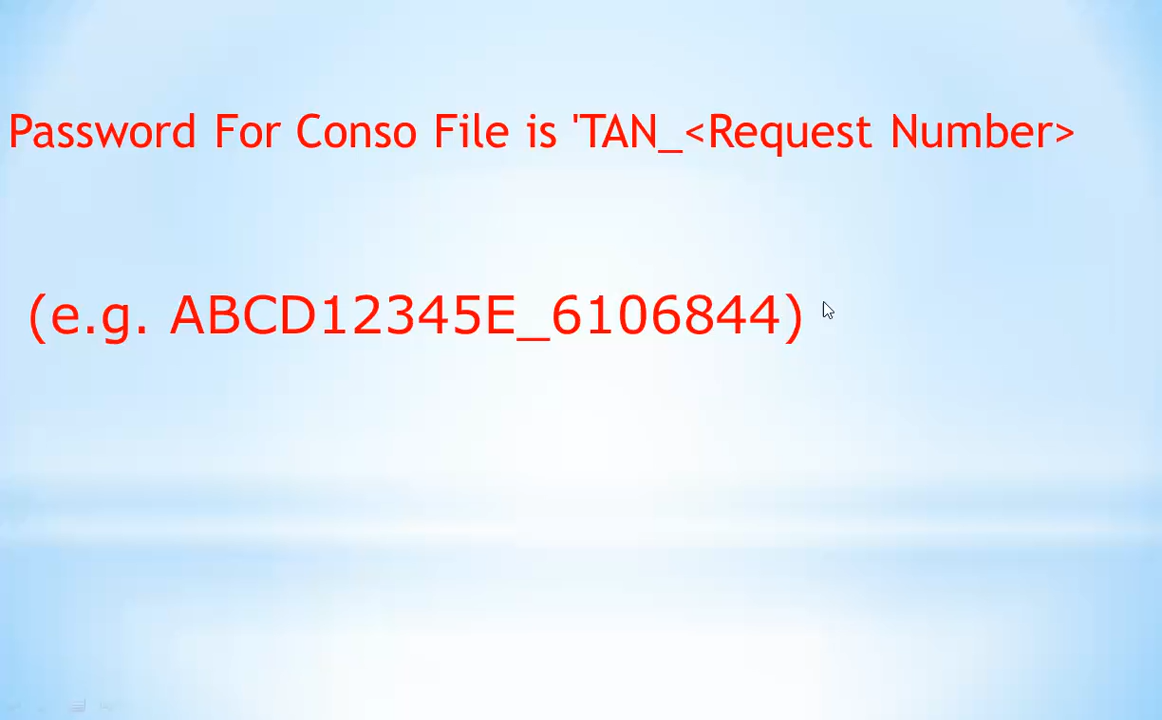 Password For Conso File is 'TAN_<Request Number>
(e.g. ABCD12345E_6106844)